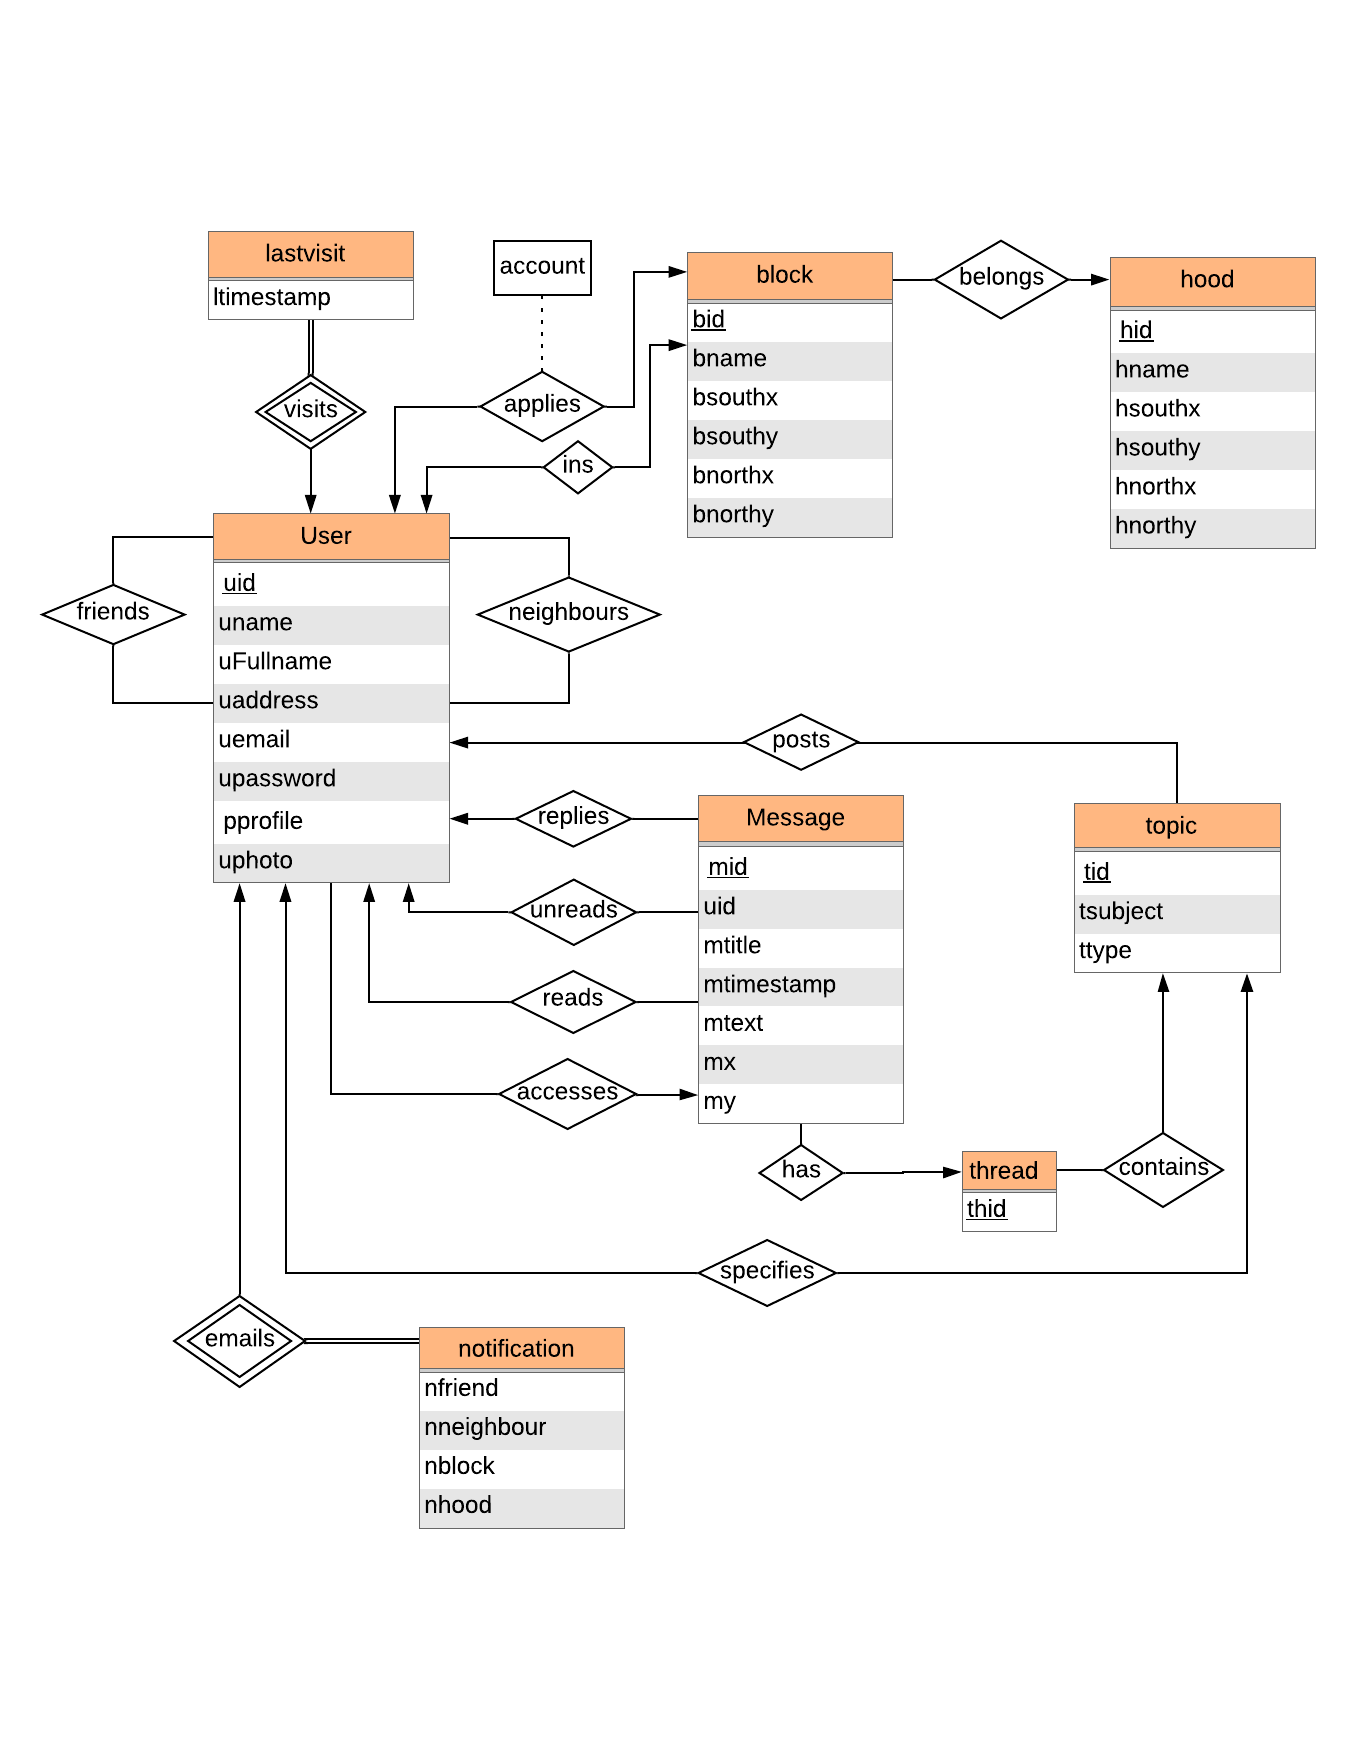 lastvisit
ltimestamp
account
block
bid
bname
bsouthx
bsouthy
bnorthx
bnorthy
belongs
hood
hid
hname
hsouthx
hsouthy
hnorthx
hnorthy
visits
applies
ins
User
uid
uname
uFullname
uaddress
uemail
upassword
pprofile
uphoto
friends
neighbours
posts
replies
unreads
reads
accesses
Message
mid
uid
mtitle
mtimestamp
mtext
mx
my
topic
tid
tsubject
ttype
has
thread
thid
contains
specifies
emails
notification
nfriend
nneighbour
nblock
nhood